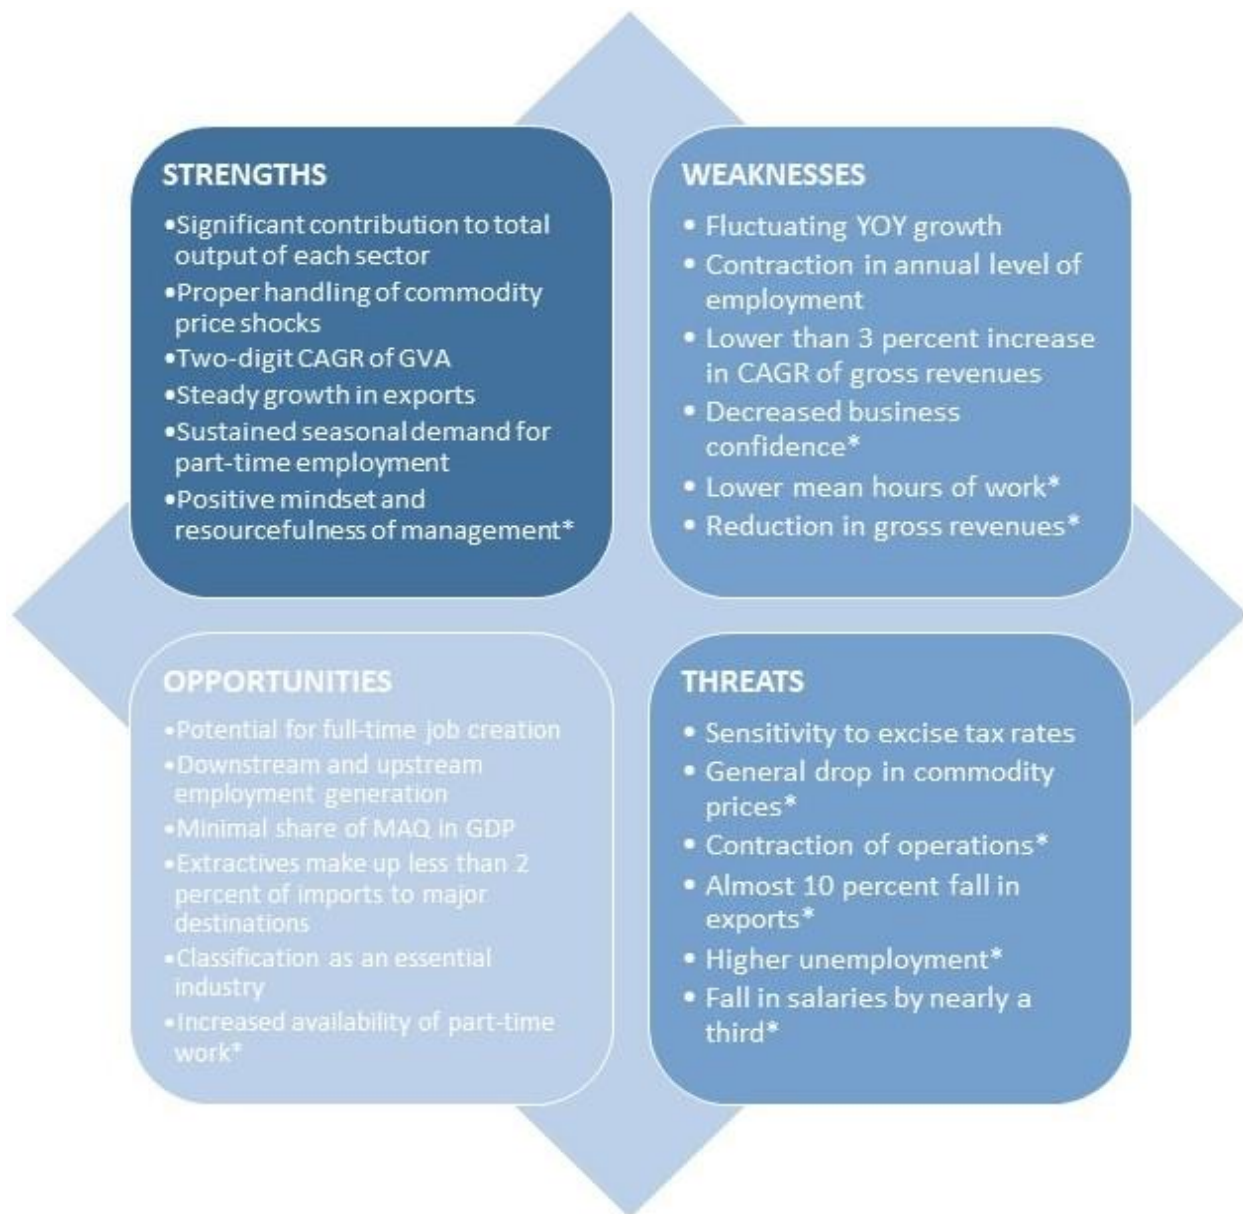 STRENGTHS
•Significant contribution to total
output of each sector
•Proper handling of commodity
price shocks
•Two-digit CAGR of GVA
•Steady growth in exports
•Sustained seasonal demand for
part-time employment
•Positive mindset and
resourcefulness of management*
WEAKNESSES
• Fluctuating YOY growth
• Contraction in annual level of
employment
• Lower than 3 percent increase
in CAGR of gross revenues
• Decreased business
confidence*
• Lower mean hours of work*
• Reduction in gross revenues*
OPPORTUNITIES
•Potential for full-time job creation
•Downstream and upstream
employment generation
•Minimal share of MAQ in GDP
•Extractives make up less than 2
percent of imports to major
destinations
•Classification as an essential
industry
•Increased availability of part-time
work*
THREATS
• Sensitivity to excise tax rates
• General drop in commodity
prices*
• Contraction of operations*
• Almost 10 percent fall in
exports*
• Higher unemployment*
• Fall in salaries by nearly a
third*